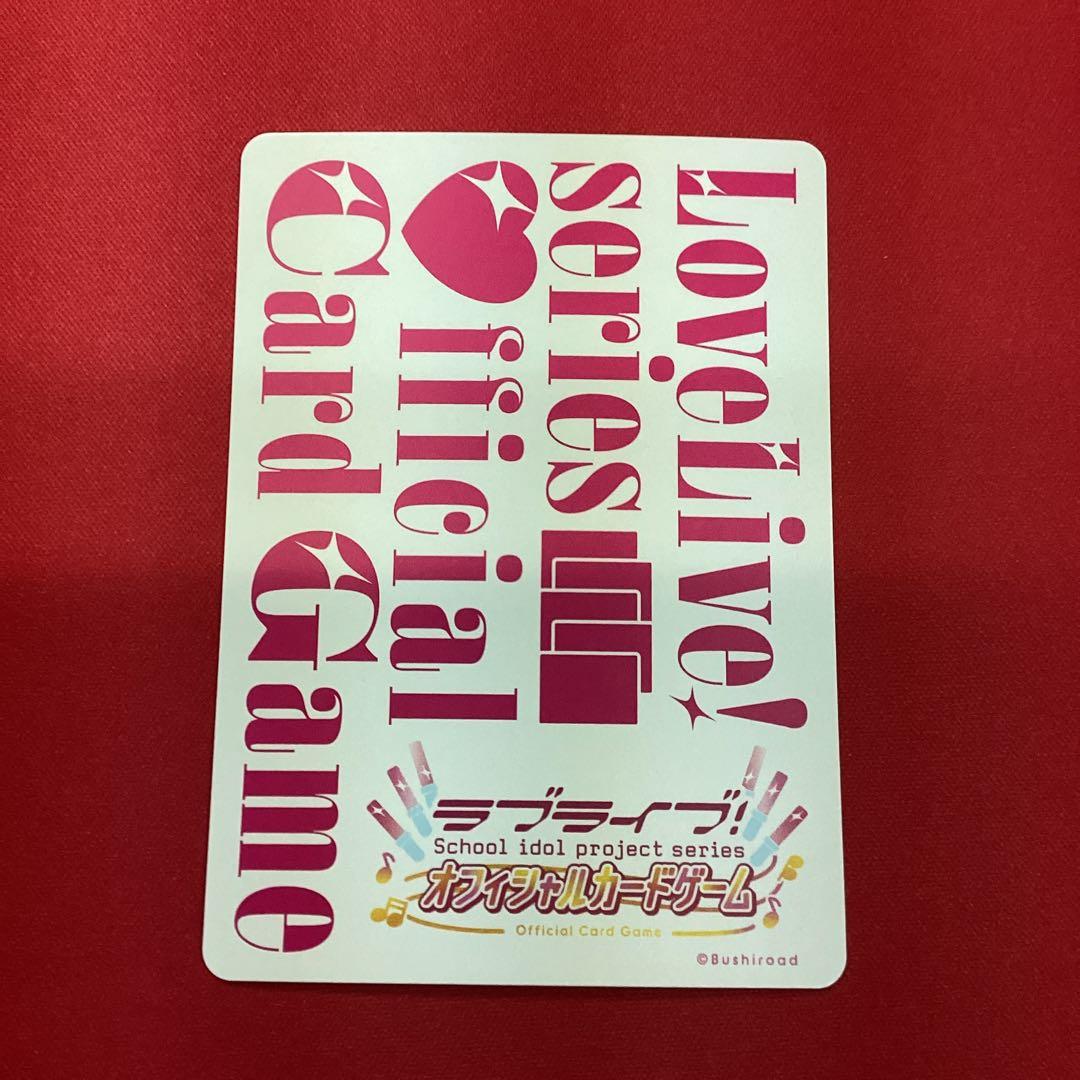 LoveLive!
series
♥fficial
Card Game
ラブライブ!
School idol project series
オフィシャルカードゲーム
Official Card Game
©Bushiroad